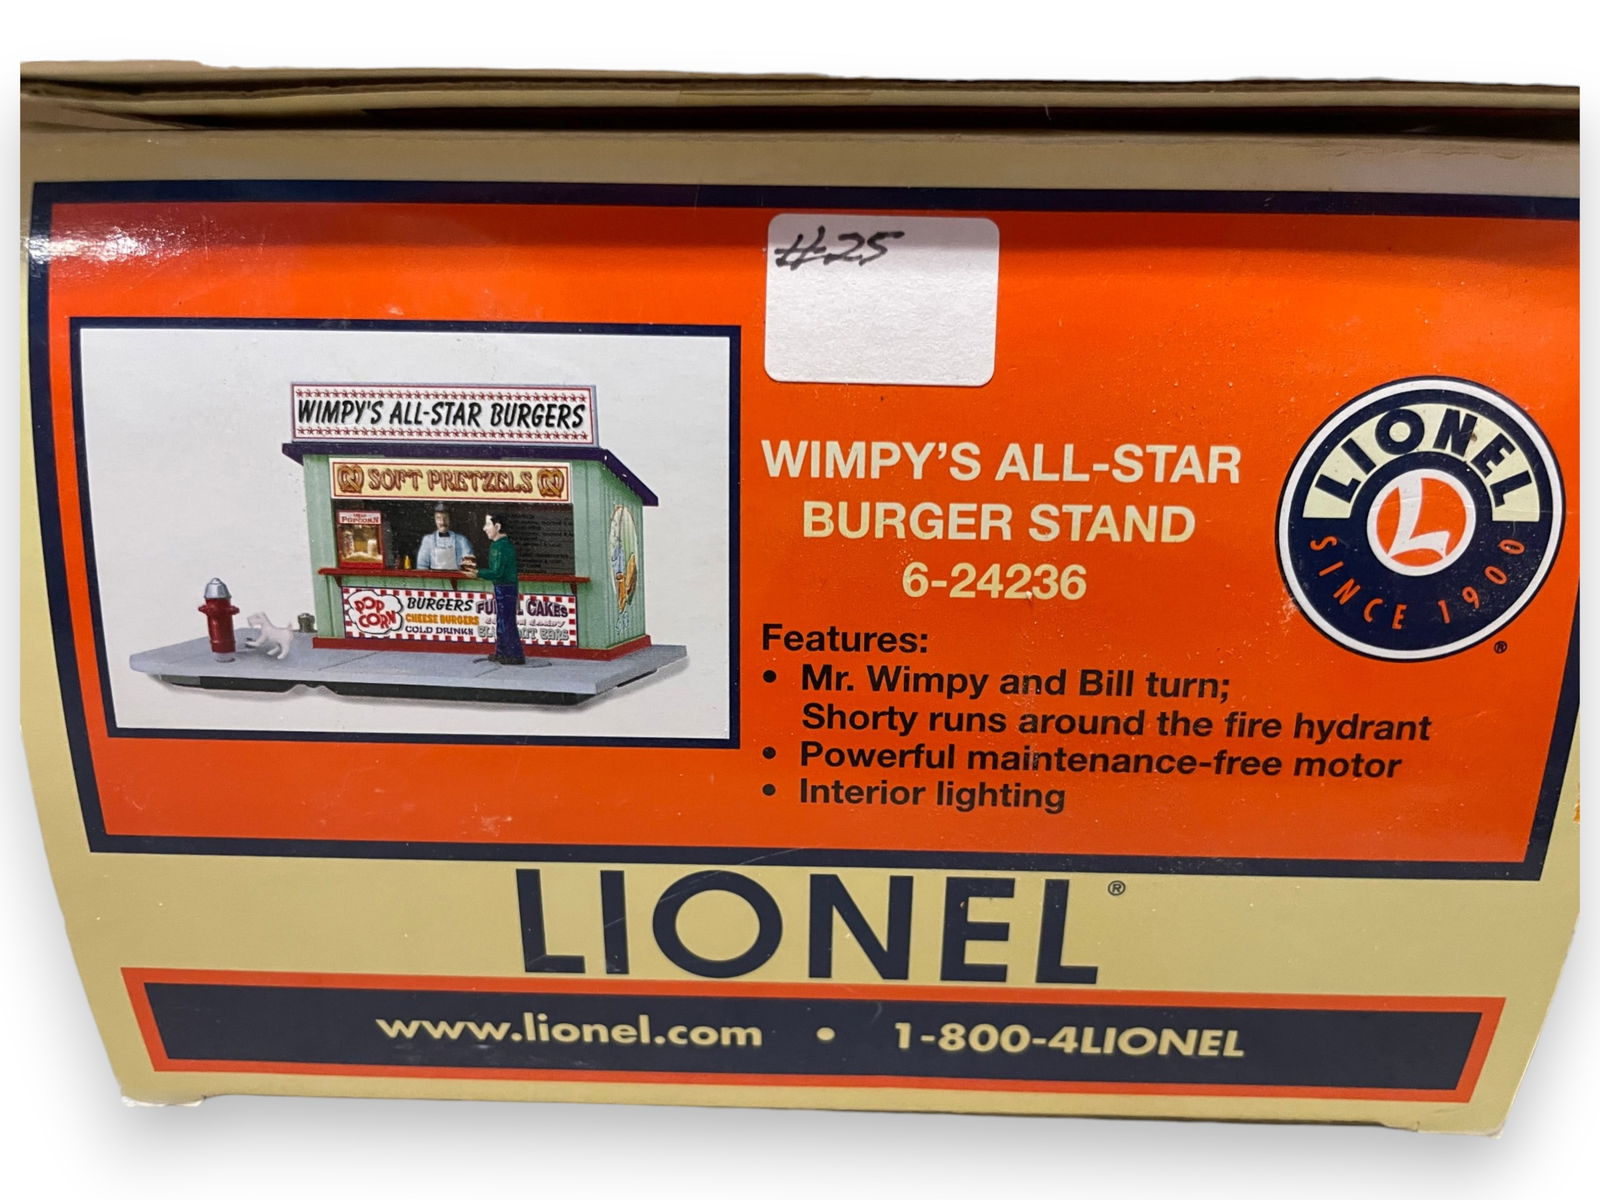 #25
WIMPY'S ALL-STAR BURGERS
SOFT PRETZELS
POPCORN
POP
CORN
BURGERS
CHEESE BURGERS
COLD DRINKS
CAKES
BARS
WIMPY'S ALL-STAR
BURGER STAND
6-24236
Features:
• Mr. Wimpy and Bill turn;
Shorty runs around the fire hydrant
• Powerful maintenance-free motor
• Interior lighting
LIONEL
L
SINCE 1900
®
LIONEL®
www.lionel.com • 1-800-4LIONEL